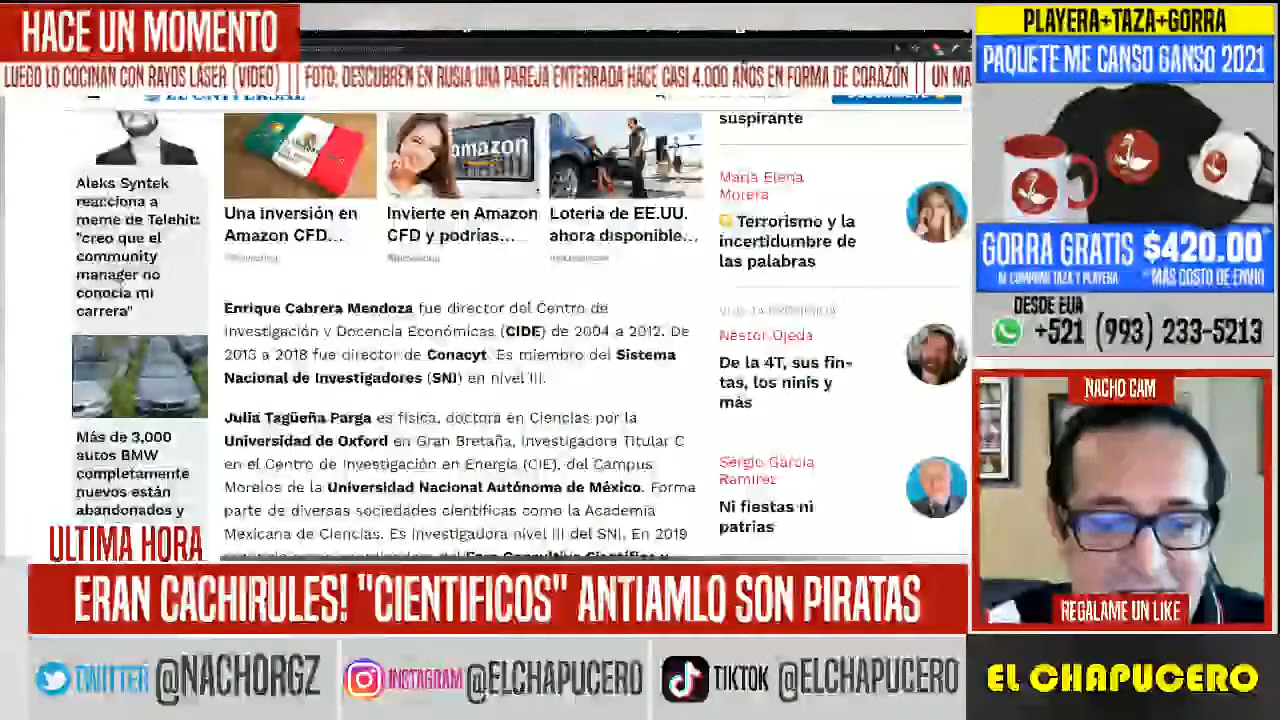 HACE UN MOMENTO
LUEGO LO COCINAN CON RAYOS LÁSER (VIDEO) || FOTO: DESCUBREN EN RUSIA UNA PAREJA ENTERRADA HACE CASI 4.000 AÑOS EN FORMA DE CORAZÓN || UN MA
EL UNIVERSAL
Aleks Syntek
reacciona a
meme de Telehit:
"creo que el
community
manager no
conocía mi
carrera"
Más de 3,000
autos BMW
completamente
nuevos están
abandonados y
amazon
Una inversión en
Amazon CFD...
Invierte en Amazon
CFD y podrías...
Lotería de EE.UU.
ahora disponible...
Enrique Cabrera Mendoza fue director del Centro de
Investigación y Docencia Económicas (CIDE) de 2004 a 2012. De
2013 a 2018 fue director de Conacyt. Es miembro del Sistema
Nacional de Investigadores (SNI) en nivel III.
Julia Tagüeña Parga es física, doctora en Ciencias por la
Universidad de Oxford en Gran Bretaña, Investigadora Titular C
en el Centro de Investigación en Energía (CIE), del Campus
Morelos de la Universidad Nacional Autónoma de México. Forma
parte de diversas sociedades científicas como la Academia
Mexicana de Ciencias. Es Investigadora nivel III del SNI. En 2019
suspirante
María Elena
Morera
Terrorismo y la
incertidumbre de
las palabras
Néstor Ojeda
De la 4T, sus fin-
tas, los ninis y
más
Sergio García
Ramírez
Ni fiestas ni
patrias
PLAYERA+TAZA+GORRA
PAQUETE ME CANSO GANSO 2021
GORRA GRATIS $420.00*
AL COMPRAR TAZA Y PLAYERA *MÁS COSTO DE ENVIO
DESDE EUA
+521 (993) 233-5213
NACHO CAM
REGALAME UN LIKE
ULTIMA HORA
ERAN CACHIRULES! "CIENTIFICOS" ANTIAMLO SON PIRATAS
TWITTER @NACHORGZ
INSTAGRAM @ELCHAPUCERO
TIKTOK @ELCHAPUCERO
EL CHAPUCERO